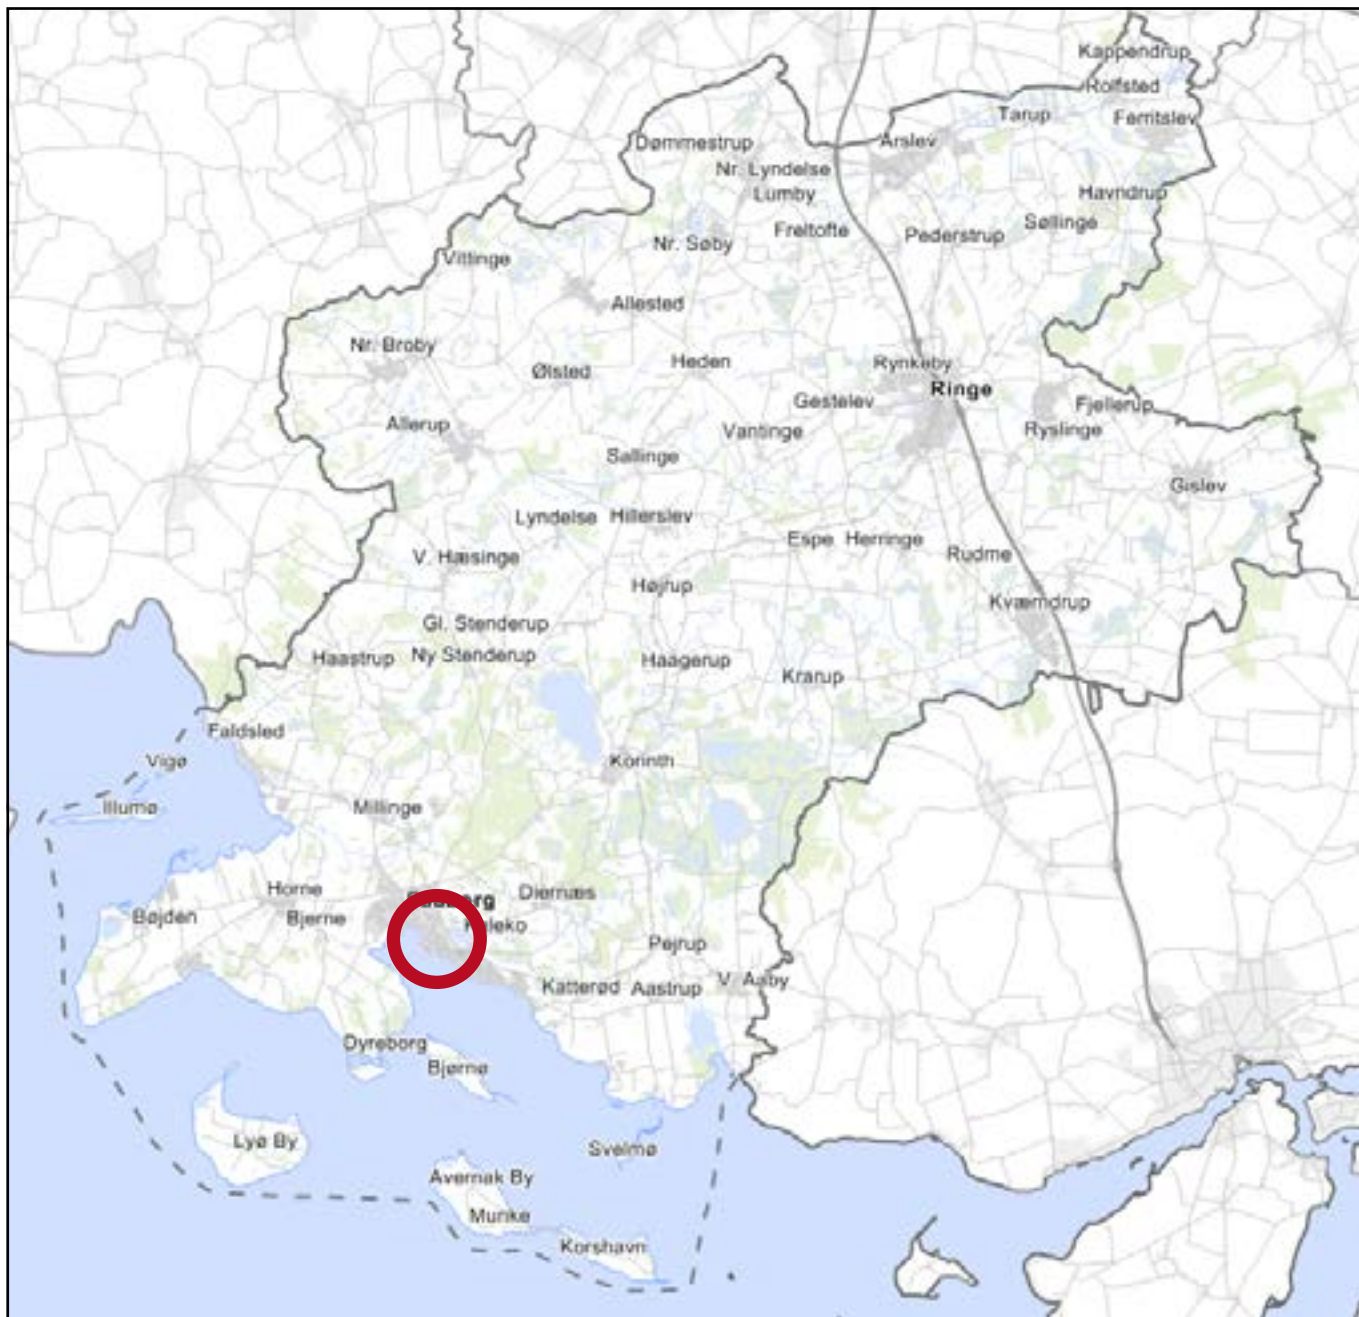 Kappendrup
Rolfsted
Tarup
Ferritslev
Dømmestrup
Årslev
Nr. Lyndelse
Lumby
Havndrup
Søllinge
Freltofte
Pederstrup
Nr. Søby
Vittinge
Allested
Nr. Broby
Ølsted
Heden
Rynkeby
Ringe
Gestelev
Fjellerup
Allerup
Vantinge
Ryslinge
Sallinge
Gislev
Lyndelse
Hillerslev
Espe
Herringe
Rudme
V. Hæsinge
Højrup
Kværndrup
Gl. Stenderup
Haastrup
Ny Stenderup
Haagerup
Krarup
Faldsled
Vigø
Korinth
Illumø
Millinge
Horne
Diernæs
Bøjden
Bjerne
Pejrup
Katterød
Aastrup
V. Aaby
Dyreborg
Bjørnø
Lyø By
Svelmø
Avernak By
Munke
Korshavn